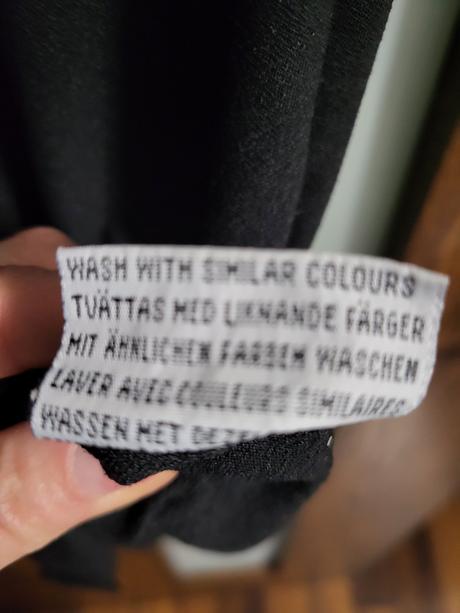 WASH WITH SIMILAR COLOURS
TVÄTTAS MED LIKNANDE FÄRGER
MIT ÄHNLICHEN FARBEN WASCHEN
LAVER AVEC COULEURS SIMILAIRES
WASSEN MET